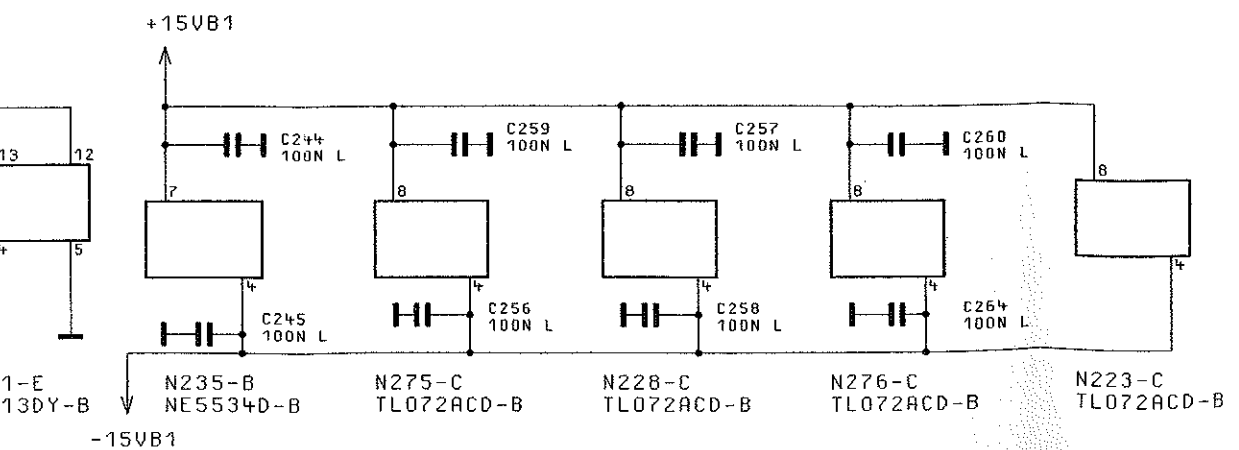 +15VB1
C244
100N L
C259
100N L
C257
100N L
C260
100N L
13 12
7
8
8
8
8
5
4
4
4
4
4
C245
100N L
C256
100N L
C258
100N L
C264
100N L
1-E
13DY-B
N235-B
NE5534D-B
N275-C
TL072ACD-B
N228-C
TL072ACD-B
N276-C
TL072ACD-B
N223-C
TL072ACD-B
-15VB1